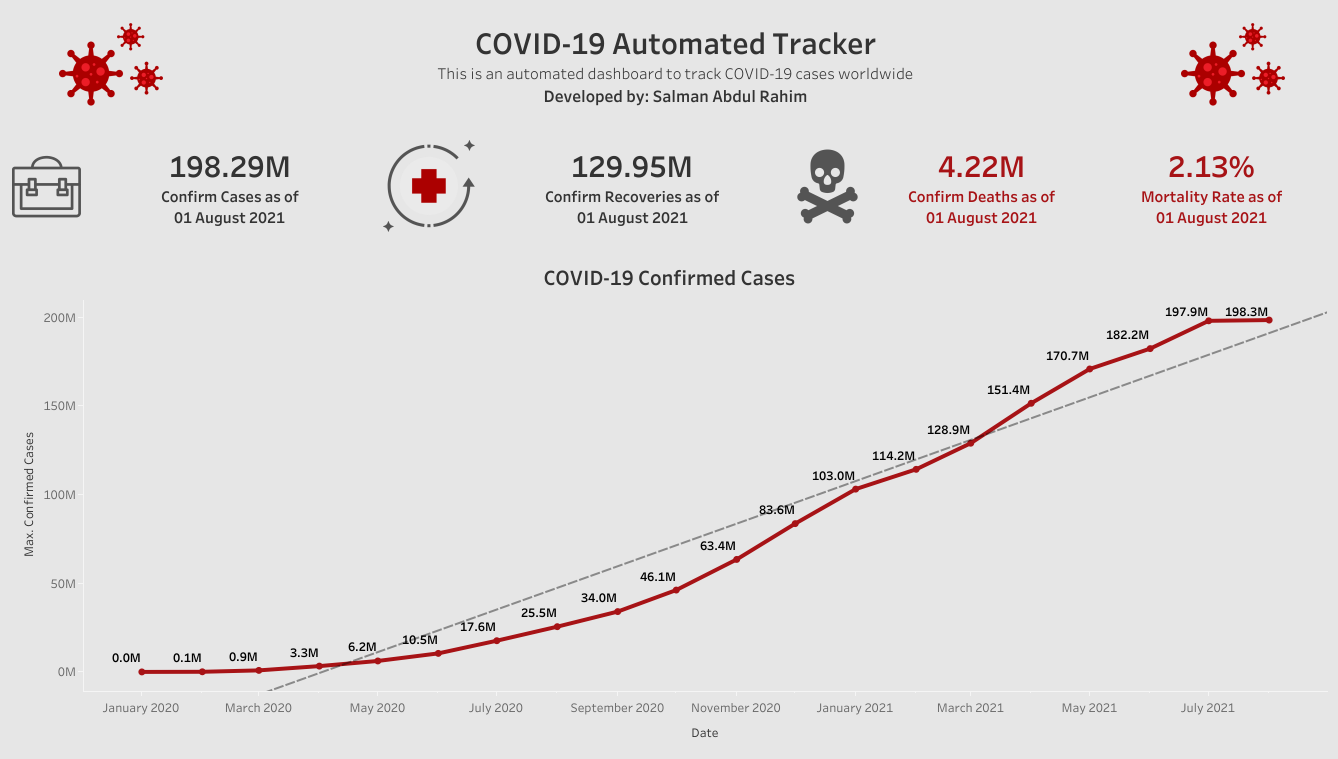 COVID-19 Automated Tracker
This is an automated dashboard to track COVID-19 cases worldwide
Developed by: Salman Abdul Rahim
198.29M
Confirm Cases as of
01 August 2021
129.95M
Confirm Recoveries as of
01 August 2021
4.22M
Confirm Deaths as of
01 August 2021
2.13%
Mortality Rate as of
01 August 2021
COVID-19 Confirmed Cases
Max. Confirmed Cases
200M
150M
100M
50M
0M
0.0M
0.1M
0.9M
3.3M
6.2M
10.5M
17.6M
25.5M
34.0M
46.1M
63.4M
83.6M
103.0M
114.2M
128.9M
151.4M
170.7M
182.2M
197.9M
198.3M
January 2020
March 2020
May 2020
July 2020
September 2020
November 2020
January 2021
March 2021
May 2021
July 2021
Date